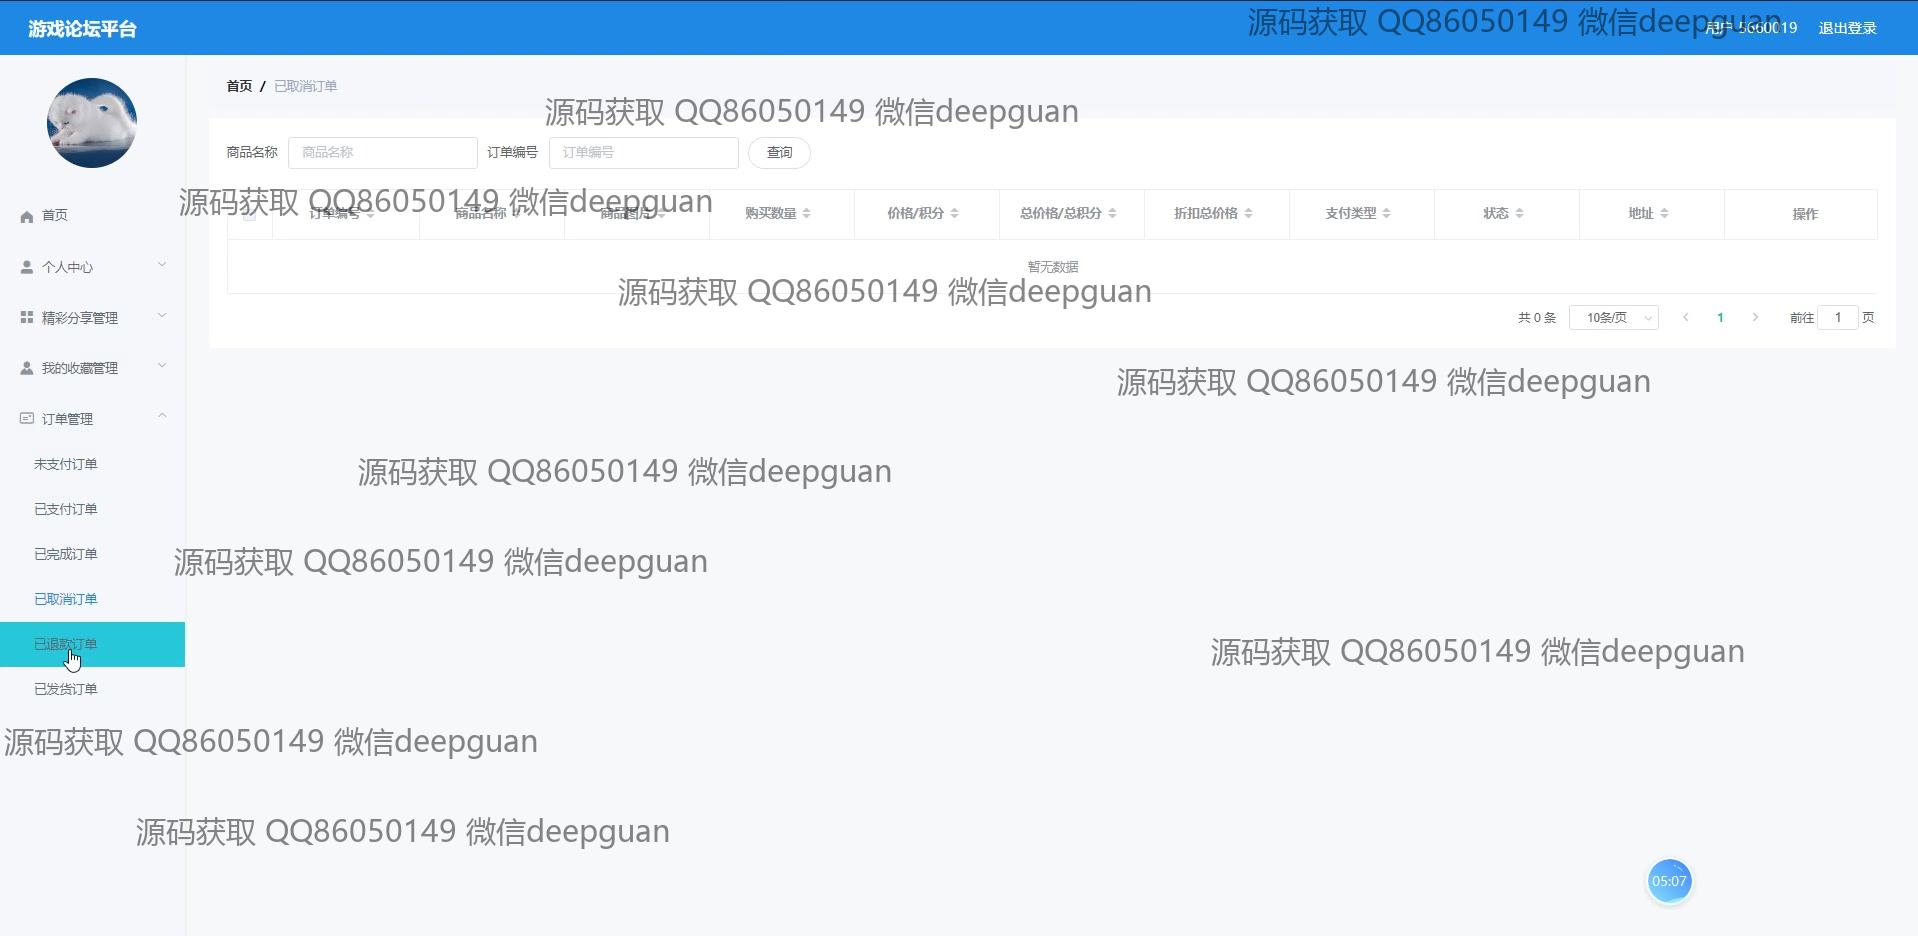 游戏论坛平台
源码获取 QQ86050149 微信deepguan
用户 5660019 退出登录
首页 / 已取消订单
源码获取 QQ86050149 微信deepguan
商品名称 商品名称 订单编号 订单编号 查询
源码获取 QQ86050149 微信deepguan
订单编号 商品名称 商品图片 购买数量 价格/积分 总价格/总积分 折扣总价格 支付类型 状态 地址 操作
暂无数据
源码获取 QQ86050149 微信deepguan
共 0 条 10条/页 1 前往 1 页
首页
个人中心
精彩分享管理
我的收藏管理
源码获取 QQ86050149 微信deepguan
订单管理
未支付订单
源码获取 QQ86050149 微信deepguan
已支付订单
已完成订单
源码获取 QQ86050149 微信deepguan
已取消订单
已退款订单
源码获取 QQ86050149 微信deepguan
已发货订单
源码获取 QQ86050149 微信deepguan
源码获取 QQ86050149 微信deepguan
05:07